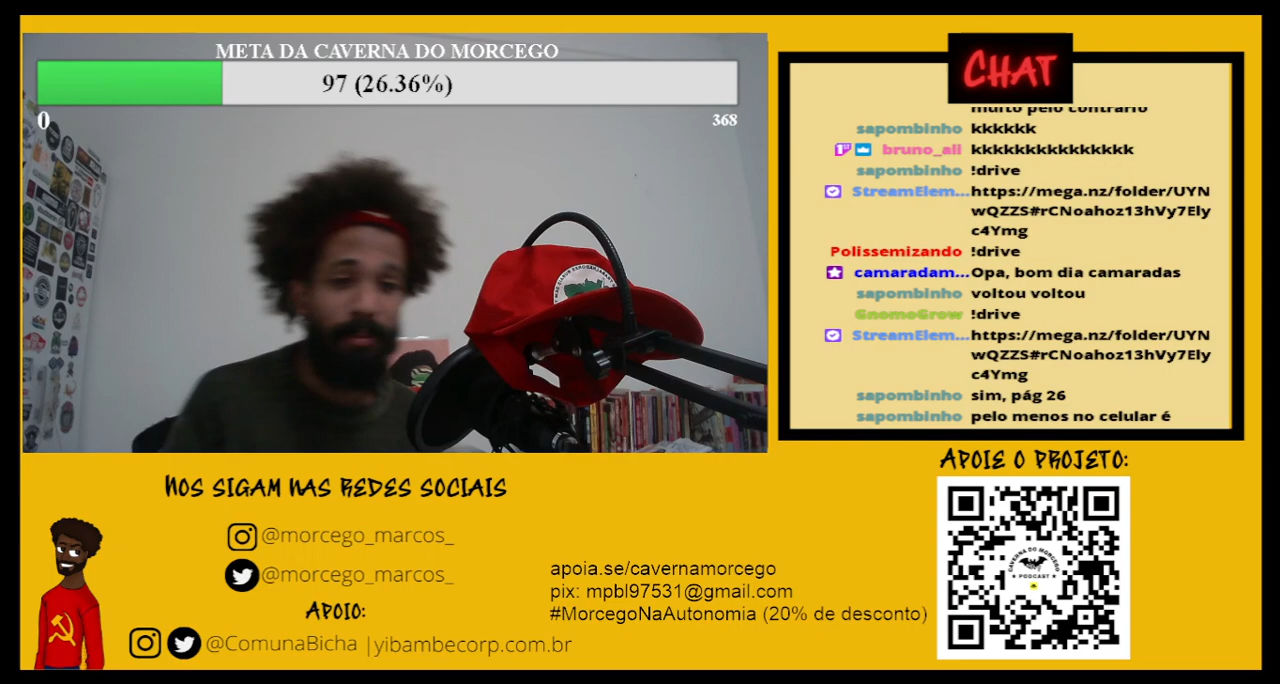 META DA CAVERNA DO MORCEGO
97 (26.36%)
0
368
CHAT
muito pelo contrario
sapombinho kkkkkk
bruno_all kkkkkkkkkkkkkkk
sapombinho !drive
StreamElem... https://mega.nz/folder/UYN
wQZZS#rCNoahoz13hVy7Ely
c4Ymg
Polissemizando !drive
camaradam... Opa, bom dia camaradas
sapombinho voltou voltou
GnomoGrow !drive
StreamElem... https://mega.nz/folder/UYN
wQZZS#rCNoahoz13hVy7Ely
c4Ymg
sapombinho sim, pág 26
sapombinho pelo menos no celular é
NOS SIGAM NAS REDES SOCIAIS
@morcego_marcos_
@morcego_marcos_
APOIO:
@ComunaBicha |yibambecorp.com.br
apoia.se/cavernamorcego
pix: mpbl97531@gmail.com
#MorcegoNaAutonomia (20% de desconto)
APOIE O PROJETO:
CAVERNA DO MORCEGO
PODCAST